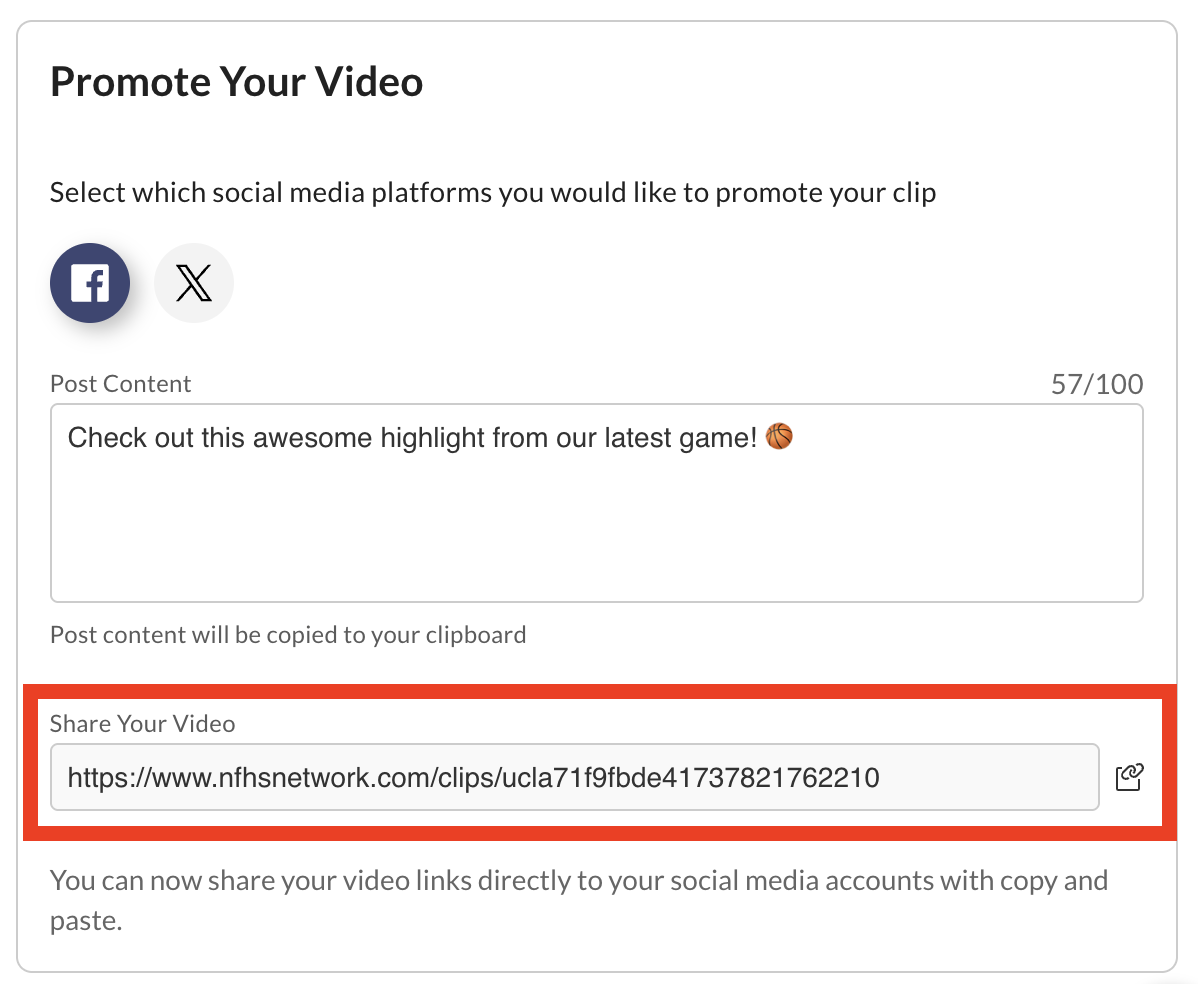 Promote Your Video
Select which social media platforms you would like to promote your clip
Post Content
57/100
Check out this awesome highlight from our latest game! 🏀
Post content will be copied to your clipboard
Share Your Video
https://www.nfhsnetwork.com/clips/ucla71f9fbde41737821762210
You can now share your video links directly to your social media accounts with copy and
paste.